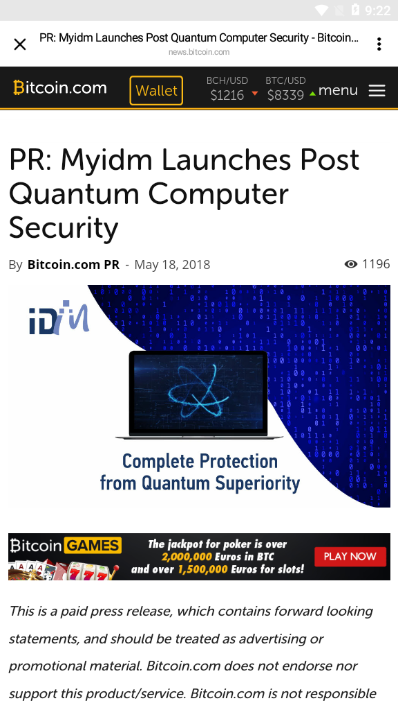 9:22
PR: Myidm Launches Post Quantum Computer Security - Bitcoin...
news.bitcoin.com
Bitcoin.com
Wallet
BCH/USD
$1216
BTC/USD
$8339
menu
PR: Myidm Launches Post
Quantum Computer
Security
By Bitcoin.com PR - May 18, 2018
1196
iDm
Complete Protection
from Quantum Superiority
Bitcoin GAMES
The jackpot for poker is over
2,000,000 Euros in BTC
and over 1,500,000 Euros for slots!
PLAY NOW
This is a paid press release, which contains forward looking
statements, and should be treated as advertising or
promotional material. Bitcoin.com does not endorse nor
support this product/service. Bitcoin.com is not responsible